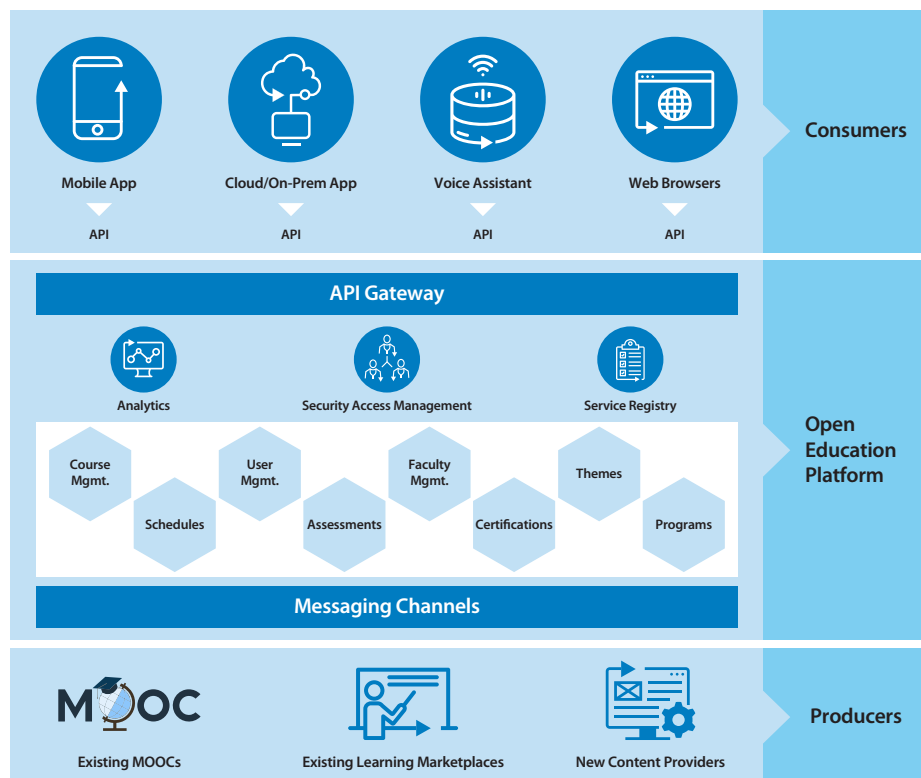 Mobile App
Cloud/On-Prem App
Voice Assistant
Web Browsers
API
API
API
API
Consumers
API Gateway
Analytics
Security Access Management
Service Registry
Course
Mgmt.
Schedules
User
Mgmt.
Assessments
Faculty
Mgmt.
Certifications
Themes
Programs
Messaging Channels
Open
Education
Platform
MOOC
Existing MOOCs
Existing Learning Marketplaces
New Content Providers
Producers